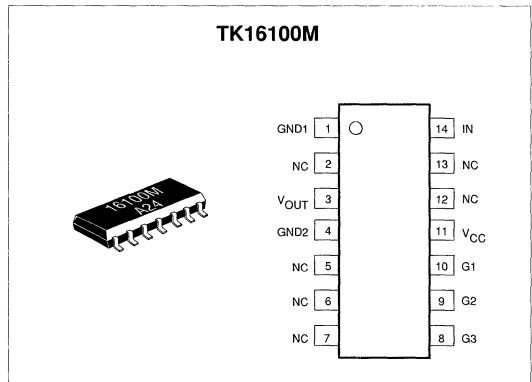 TK16100M
16100M
A24
GND1 1 14 IN
NC 2 13 NC
VOUT 3 12 NC
GND2 4 11 VCC
NC 5 10 G1
NC 6 9 G2
NC 7 8 G3